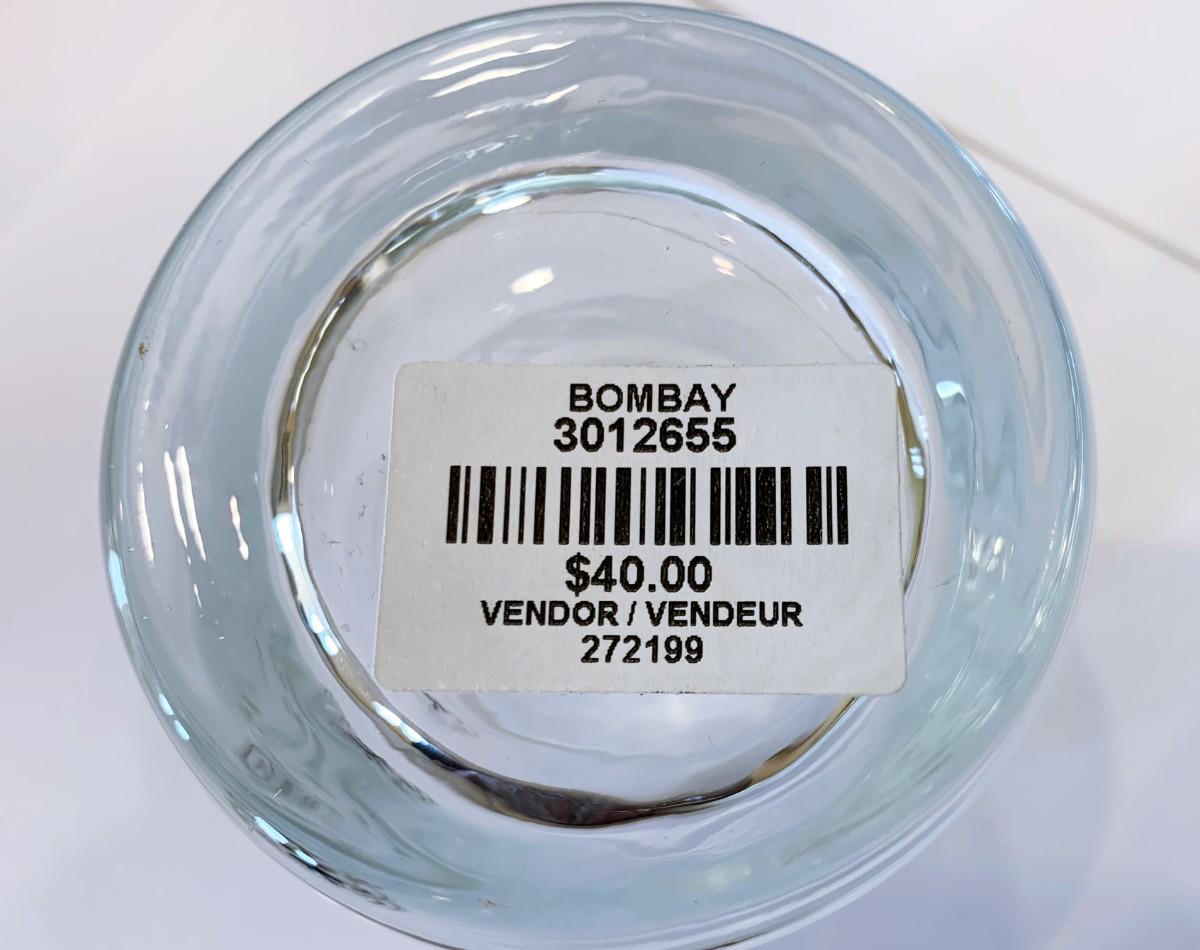 BOMBAY
3012655
$40.00
VENDOR / VENDEUR
272199